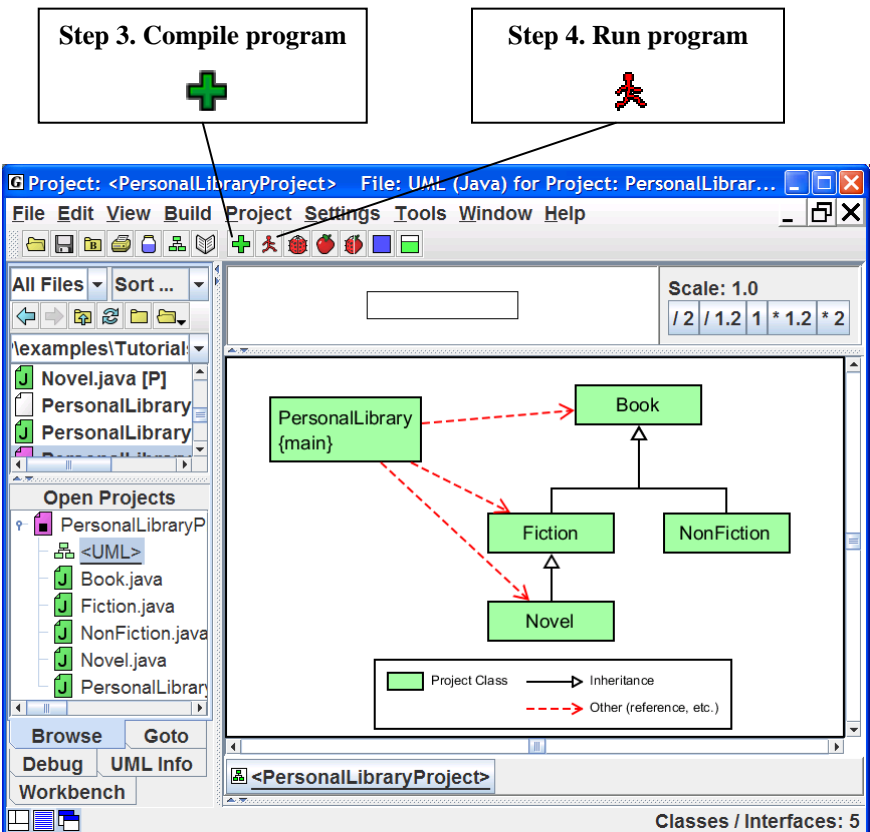 Step 3. Compile program
Step 4. Run program
Project: <PersonalLibraryProject> File: UML (Java) for Project: PersonalLibrar...
File Edit View Build Project Settings Tools Window Help
All Files Sort ...
\examples\Tutorial
Novel.java [P]
PersonalLibrary
PersonalLibrary
PersonalLibrary
Open Projects
PersonalLibraryP
<UML>
Book.java
Fiction.java
NonFiction.java
Novel.java
PersonalLibrary
Browse Goto
Debug UML Info
Workbench
Scale: 1.0
/ 2 / 1.2 1 * 1.2 * 2
PersonalLibrary
{main}
Book
Fiction
NonFiction
Novel
Project Class
Inheritance
Other (reference, etc.)
<PersonalLibraryProject>
Classes / Interfaces: 5